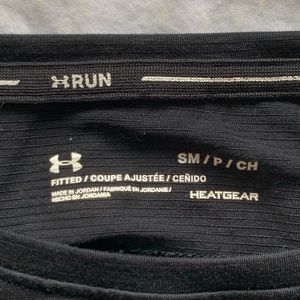 RUN
SM / P / CH
FITTED / COUPE AJUSTÉE / CEÑIDO
MADE IN JORDAN / FABRIQUÉ EN JORDANIE /
HECHO EN JORDANIA
HEATGEAR